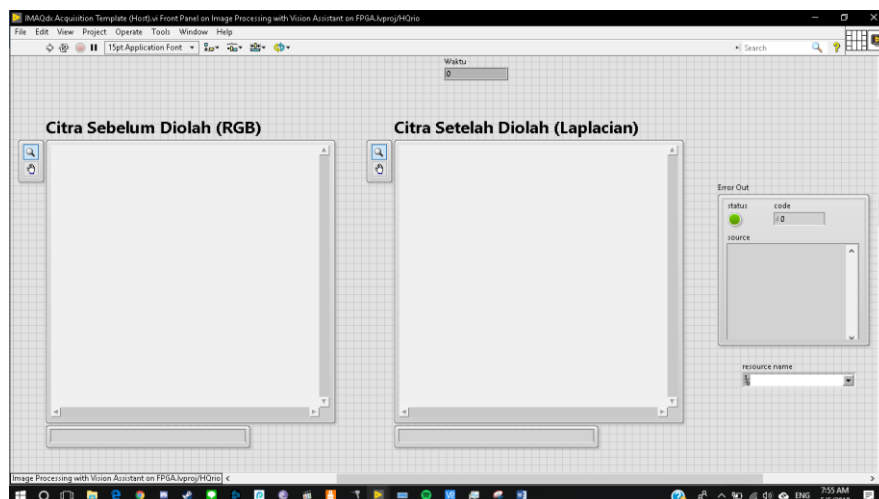 IMAQdx Acquisition Template (Host).vi Front Panel on Image Processing with Vision Assistant on FPGA.lvproj/HQrio
File Edit View Project Operate Tools Window Help
15pt Application Font
Search
Waktu
0
Citra Sebelum Diolah (RGB)
Citra Setelah Diolah (Laplacian)
Error Out
status code
0
source
resource name
Image Processing with Vision Assistant on FPGA.lvproj/HQrio
ENG
7:55 AM